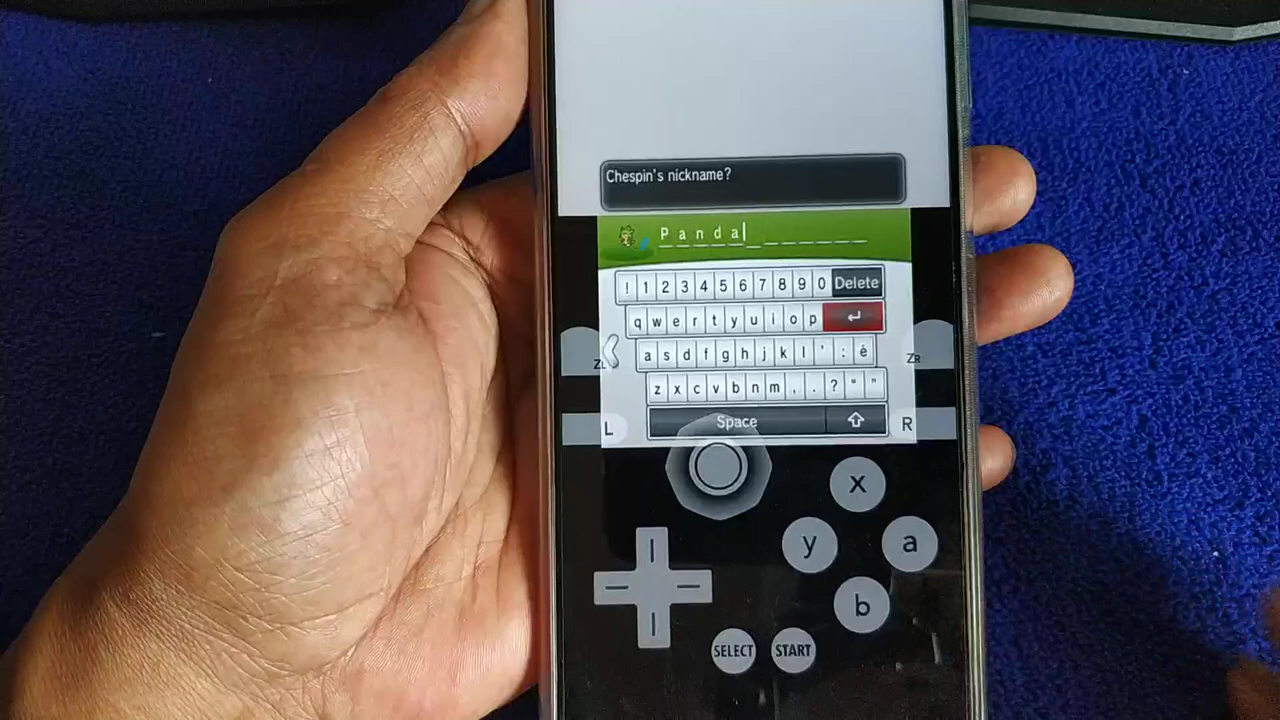 Chespin's nickname?
Panda
! 1 2 3 4 5 6 7 8 9 0 Delete
q w e r t y u i o p ↵
a s d f g h j k l ' : é
ZL
ZR
z x c v b n m , . ? “ ”
L
Space
R
x
y
a
b
SELECT
START